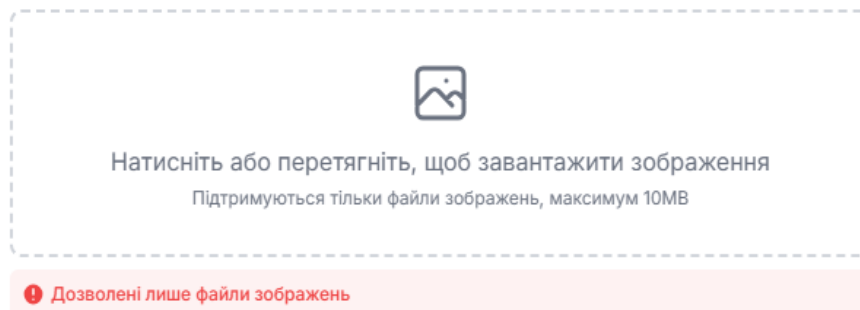 Натисніть або перетягніть, щоб завантажити зображення
Підтримуються тільки файли зображень, максимум 10MB
Дозволені лише файли зображень